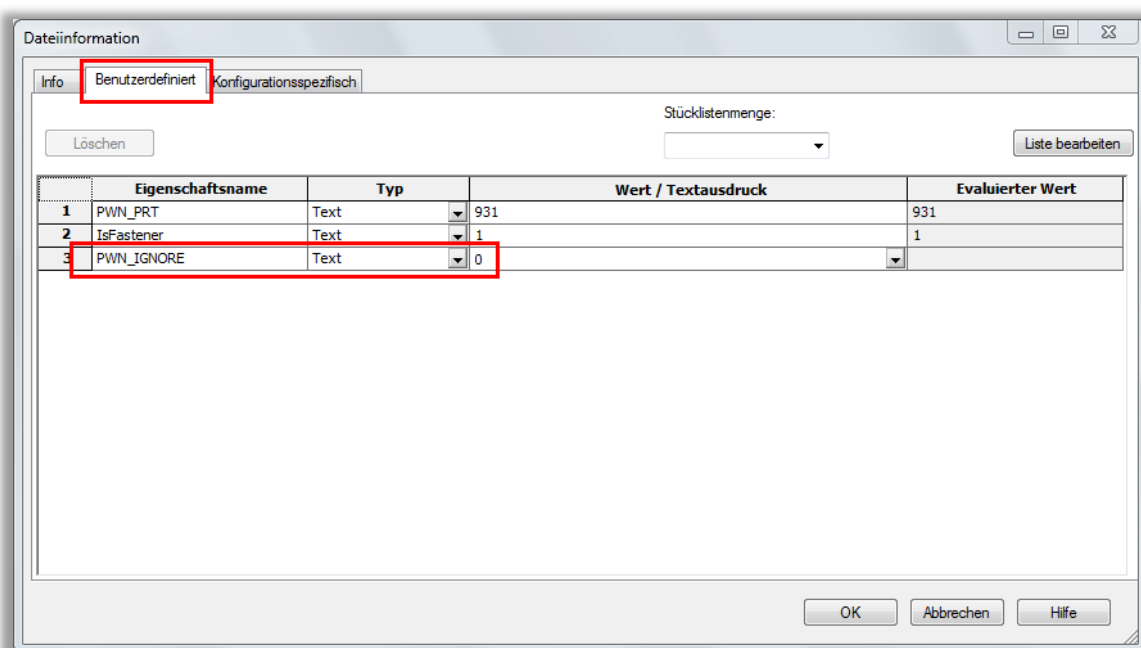 Dateiinformation
Info Benutzerdefiniert Konfigurationsspezifisch
Stücklistenmenge:
Löschen Liste bearbeiten
Eigenschaftsname Typ Wert / Textausdruck Evaluierter Wert
1 PWN_PRT Text 931 931
2 IsFastener Text 1 1
3 PWN_IGNORE Text 0
OK Abbrechen Hilfe